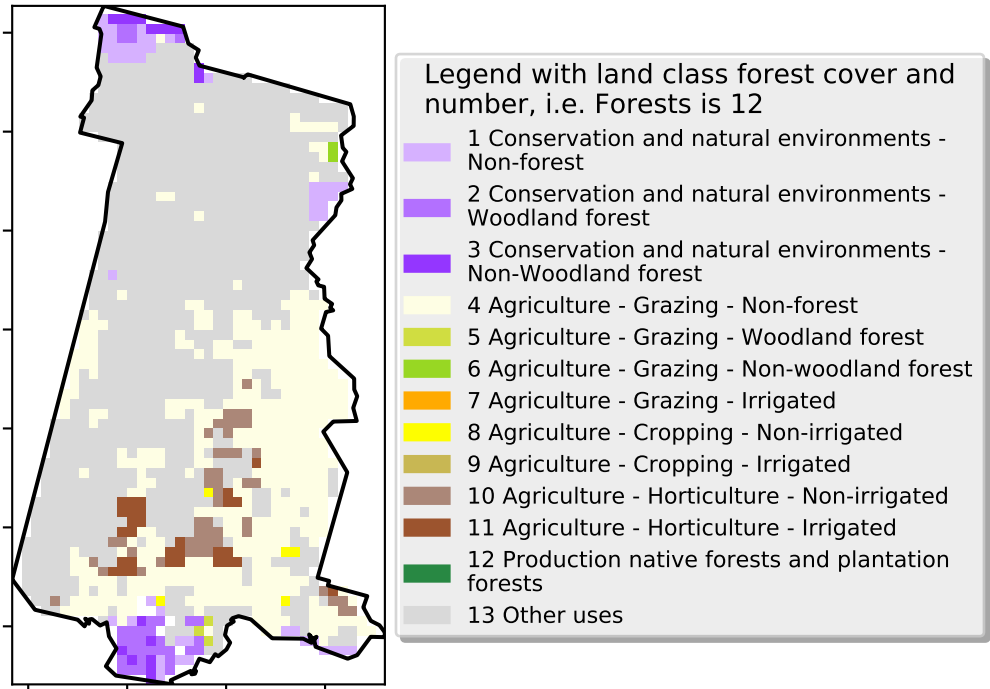 Legend with land class forest cover and
number, i.e. Forests is 12
1 Conservation and natural environments -
Non-forest
2 Conservation and natural environments -
Woodland forest
3 Conservation and natural environments -
Non-Woodland forest
4 Agriculture - Grazing - Non-forest
5 Agriculture - Grazing - Woodland forest
6 Agriculture - Grazing - Non-woodland forest
7 Agriculture - Grazing - Irrigated
8 Agriculture - Cropping - Non-irrigated
9 Agriculture - Cropping - Irrigated
10 Agriculture - Horticulture - Non-irrigated
11 Agriculture - Horticulture - Irrigated
12 Production native forests and plantation
forests
13 Other uses